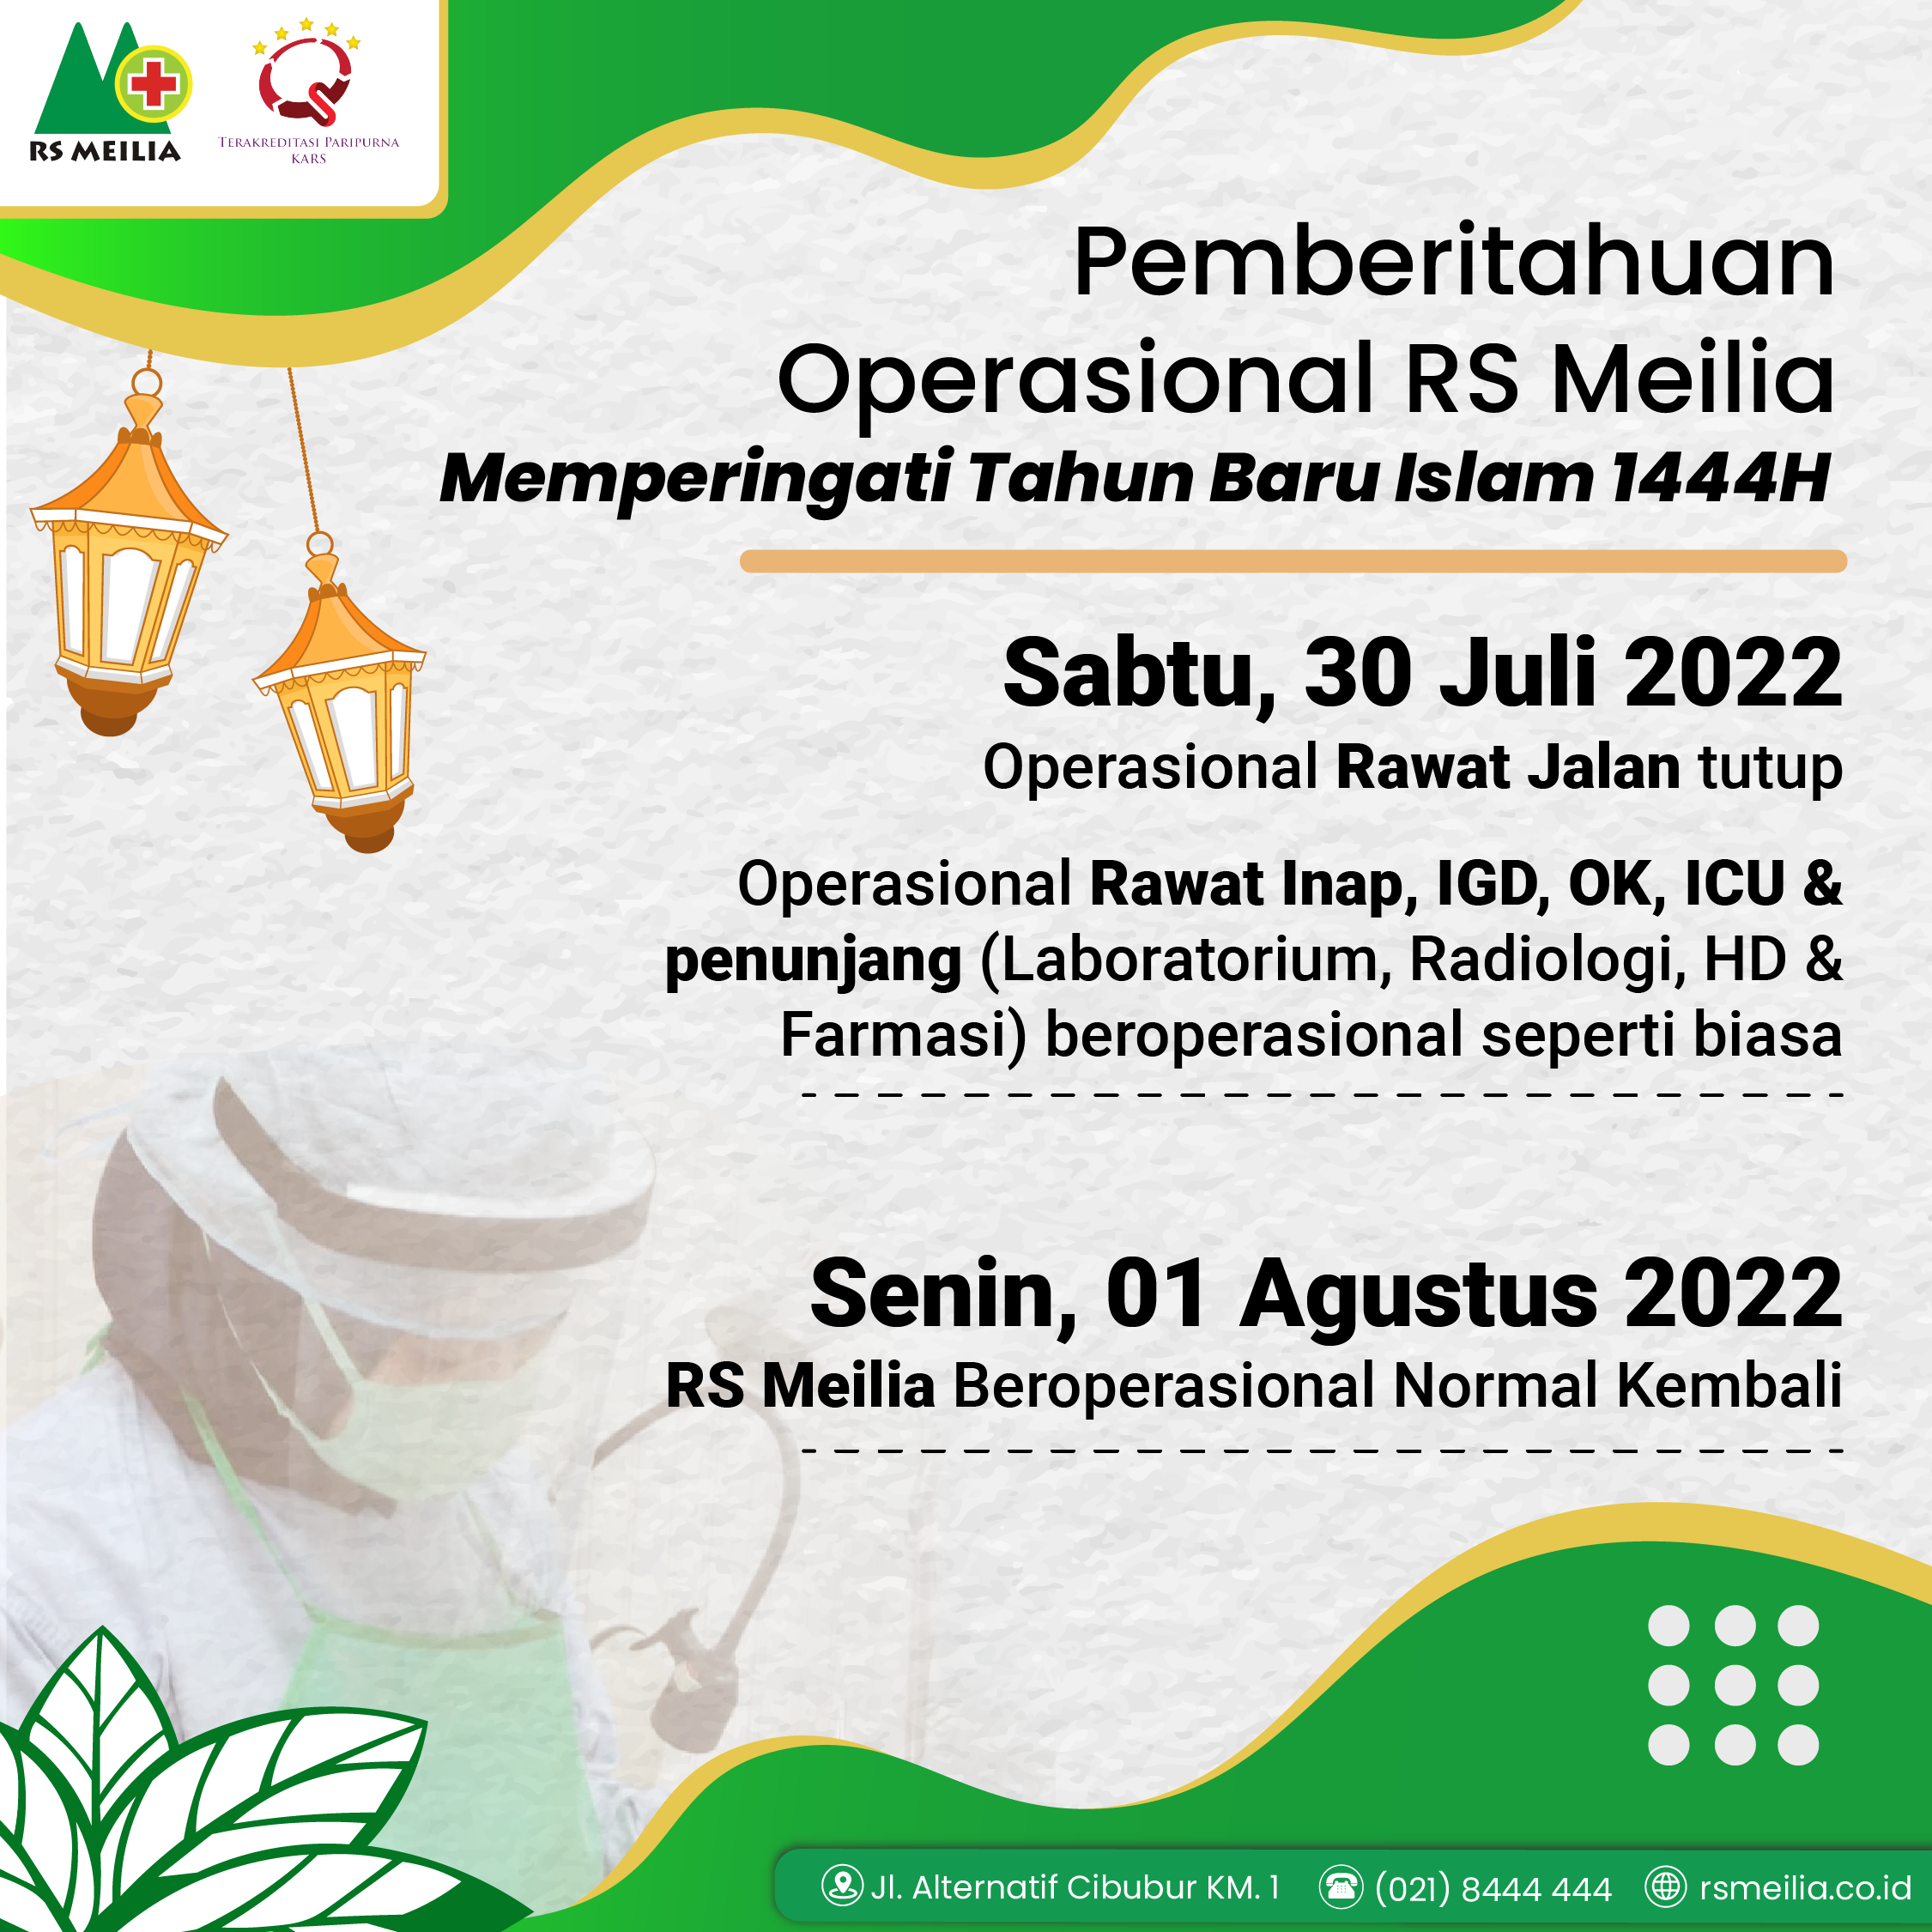 RS MEILIA
TERAKREDITASI PARIPURNA
KARS
Pemberitahuan
Operasional RS Meilia
Memperingati Tahun Baru Islam 1444H
Sabtu, 30 Juli 2022
Operasional Rawat Jalan tutup
Operasional Rawat Inap, IGD, OK, ICU &
penunjang (Laboratorium, Radiologi, HD &
Farmasi) beroperasional seperti biasa
Senin, 01 Agustus 2022
RS Meilia Beroperasional Normal Kembali
Jl. Alternatif Cibubur KM. 1 (021) 8444 444 rsmeilia.co.id